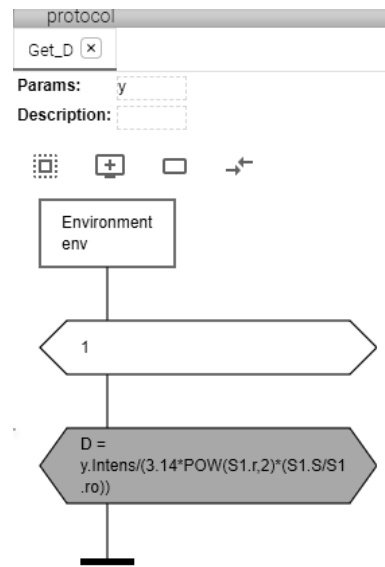 protocol
Get_D
Params: y
Description:
Environment
env
1
D =
y.Intens/(3.14*POW(S1.r,2)*(S1.S/S1
.ro))